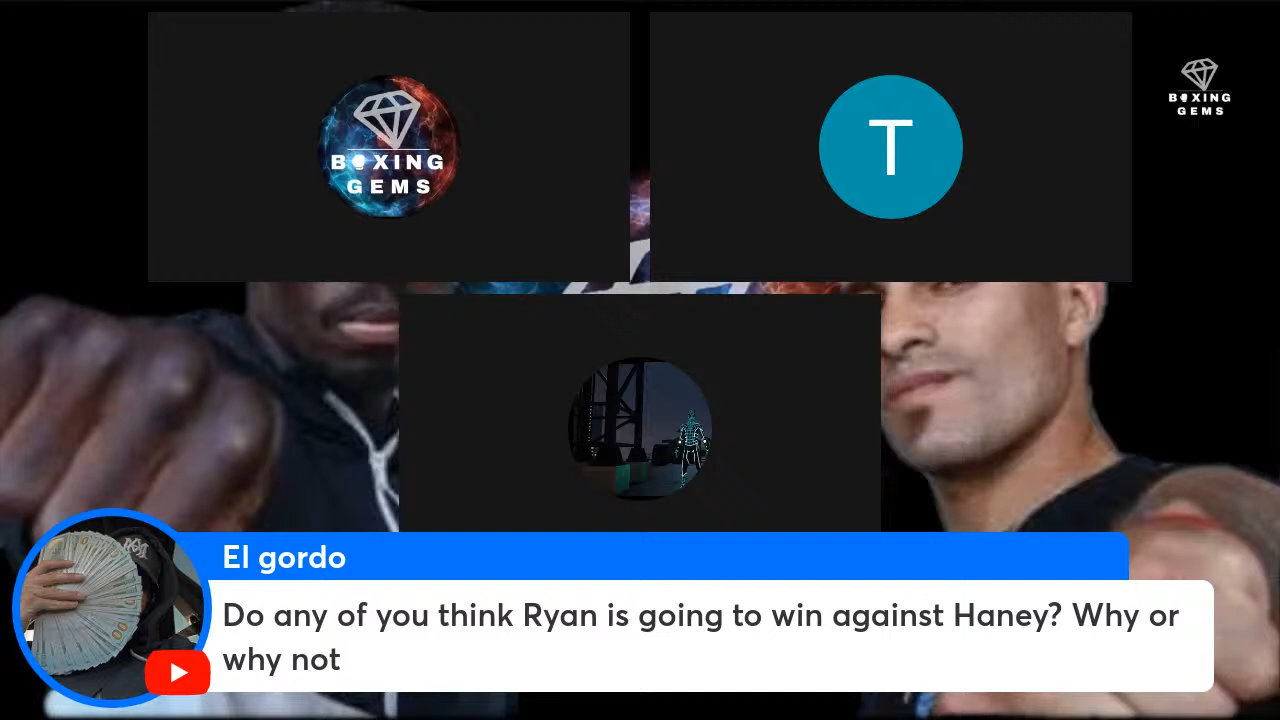 BOXING
GEMS
T
BOXING
GEMS
El gordo
Do any of you think Ryan is going to win against Haney? Why or
why not